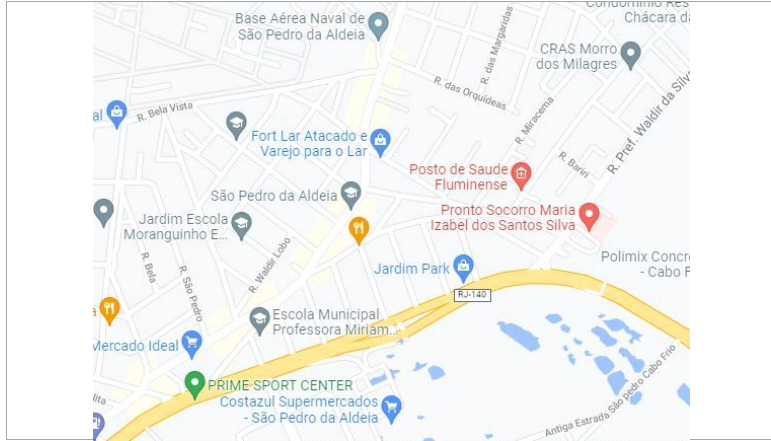 Base Aérea Naval de
São Pedro da Aldeia
R. das Margaridas
Condomínio Res
Chácara da
CRAS Morro
dos Milagres
R. das Orquídeas
R. Bela Vista
al
R. Miracema
R. Pref. Waldir da Silva
Fort Lar Atacado e
Varejo para o Lar
R. Bariri
Posto de Saude
Fluminense
São Pedro da Aldeia
Pronto Socorro Maria
Izabel dos Santos Silva
Jardim Escola
Moranguinho E...
R. Waldir Lobo
R. Bela
R. São Pedro
Jardim Park
Polimix Concr
- Cabo F
RJ-140
a
Escola Municipal
Professora Miriam...
Mercado Ideal
PRIME SPORT CENTER
Costazul Supermercados
- São Pedro da Aldeia
Antiga Estrada São pedro Cabo Frio